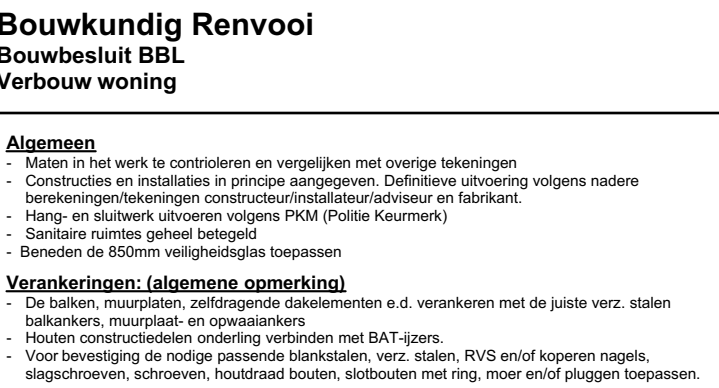 Bouwkundig Renvooi
Bouwbesluit BBL
Verbouw woning
Algemeen
- Maten in het werk te contrioleren en vergelijken met overige tekeningen
- Constructies en installaties in principe aangegeven. Definitieve uitvoering volgens nadere
berekeningen/tekeningen constructeur/installateur/adviseur en fabrikant.
- Hang- en sluitwerk uitvoeren volgens PKM (Politie Keurmerk)
- Sanitaire ruimtes geheel betegeld
- Beneden de 850mm veiligheidsglas toepassen
Verankeringen: (algemene opmerking)
- De balken, muurplaten, zelfdragende dakelementen e.d. verankeren met de juiste verz. stalen
balkankers, muurplaat- en opwaaiankers
- Houten constructiedelen onderling verbinden met BAT-ijzers.
- Voor bevestiging de nodige passende blankstalen, verz. stalen, RVS en/of koperen nagels,
slagschroeven, schroeven, houtdraad bouten, slotbouten met ring, moer en/of pluggen toepassen.